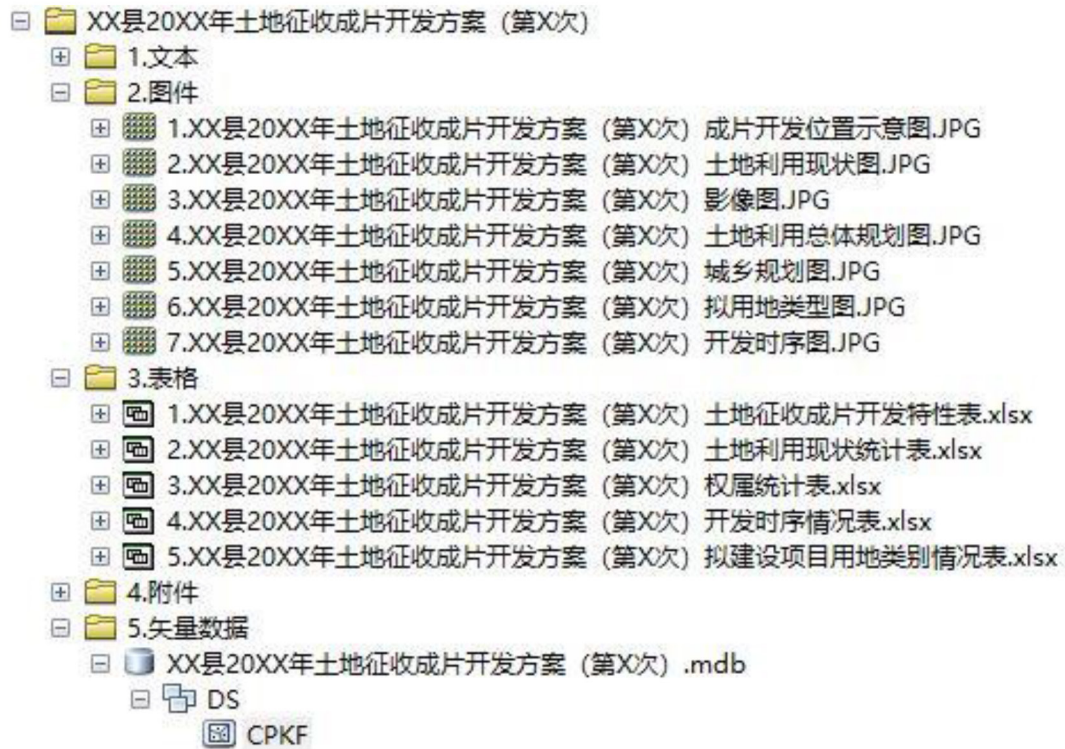 XX县20XX年土地征收成片开发方案（第X次）
1.文本
2.图件
1.XX县20XX年土地征收成片开发方案（第X次）成片开发位置示意图.JPG
2.XX县20XX年土地征收成片开发方案（第X次）土地利用现状图.JPG
3.XX县20XX年土地征收成片开发方案（第X次）影像图.JPG
4.XX县20XX年土地征收成片开发方案（第X次）土地利用总体规划图.JPG
5.XX县20XX年土地征收成片开发方案（第X次）城乡规划图.JPG
6.XX县20XX年土地征收成片开发方案（第X次）拟用地类型图.JPG
7.XX县20XX年土地征收成片开发方案（第X次）开发时序图.JPG
3.表格
1.XX县20XX年土地征收成片开发方案（第X次）土地征收成片开发特性表.xlsx
2.XX县20XX年土地征收成片开发方案（第X次）土地利用现状统计表.xlsx
3.XX县20XX年土地征收成片开发方案（第X次）权属统计表.xlsx
4.XX县20XX年土地征收成片开发方案（第X次）开发时序情况表.xlsx
5.XX县20XX年土地征收成片开发方案（第X次）拟建设项目用地类别情况表.xlsx
4.附件
5.矢量数据
XX县20XX年土地征收成片开发方案（第X次）.mdb
DS
CPKF